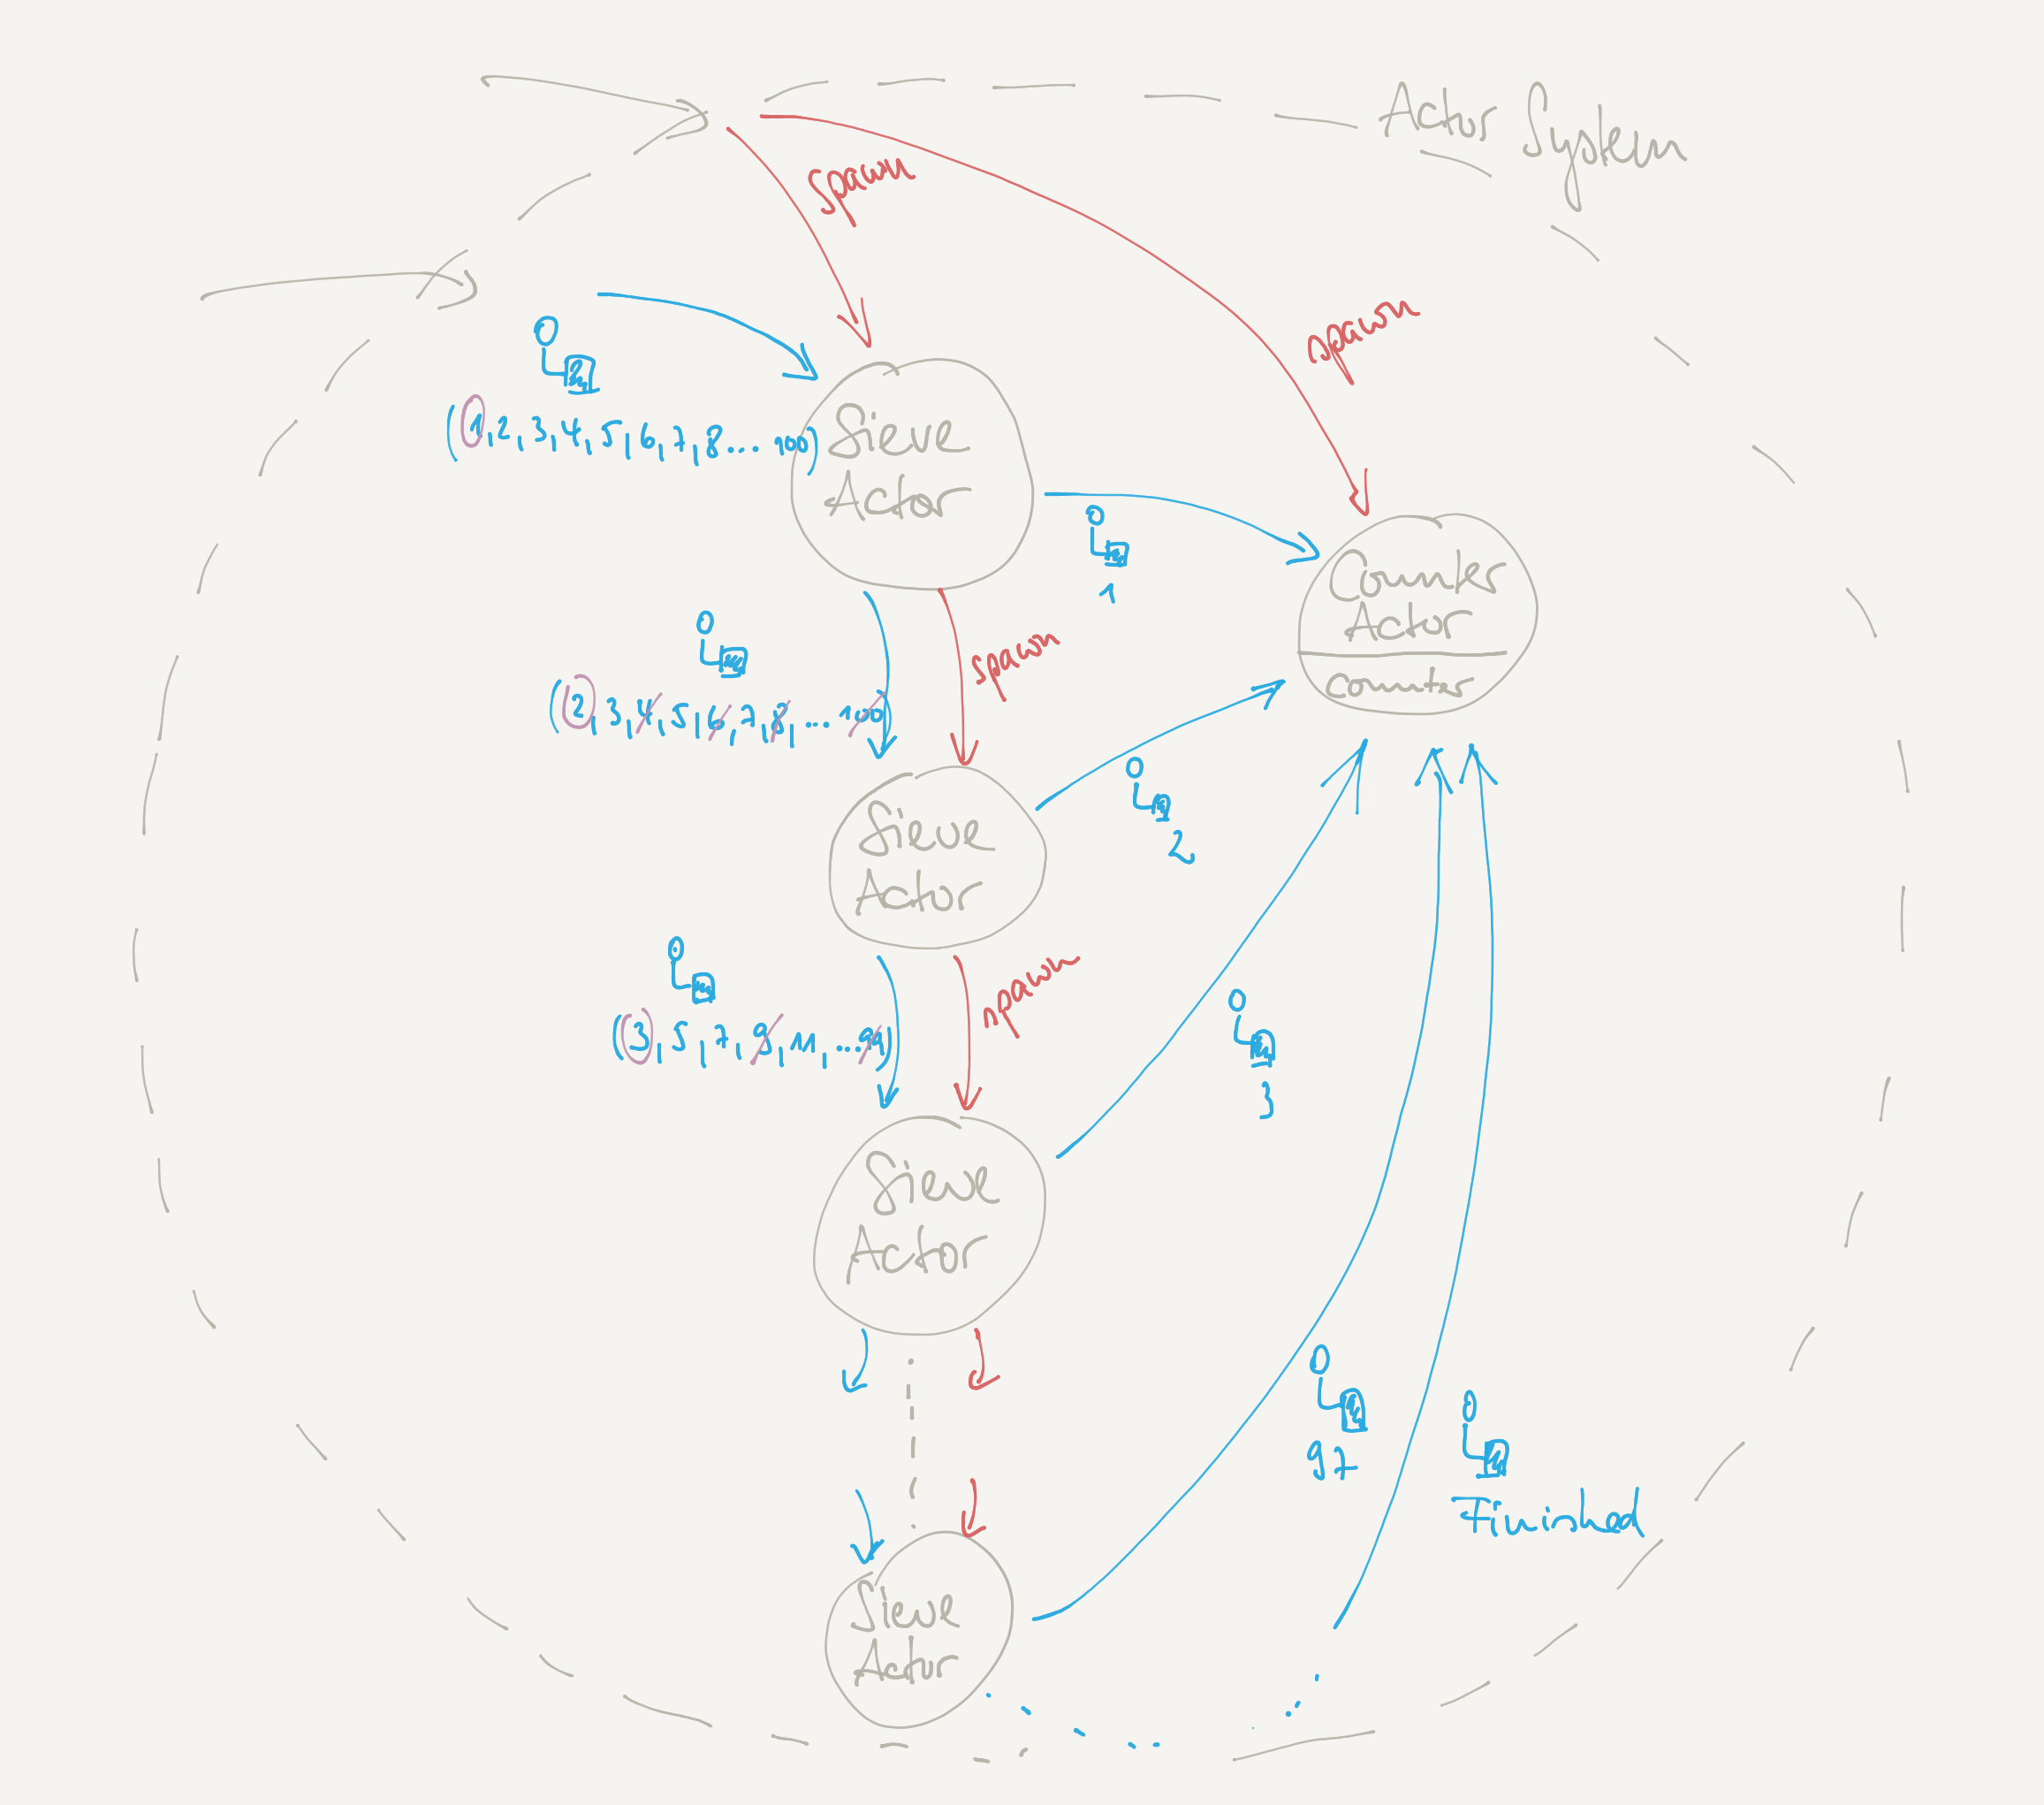 Actor System
spawn
spawn
(1, 2, 3, 4, 5, 6, 7, 8 ... 100)
Sieve
Actor
1
Counter
Actor
counter
spawn
(2, 3, 4, 5, 6, 7, 8, ... 100)
2
Sieve
Actor
spawn
(3, 5, 7, 9, 11, ... 99)
3
Sieve
Actor
97
Finished
Sieve
Actor